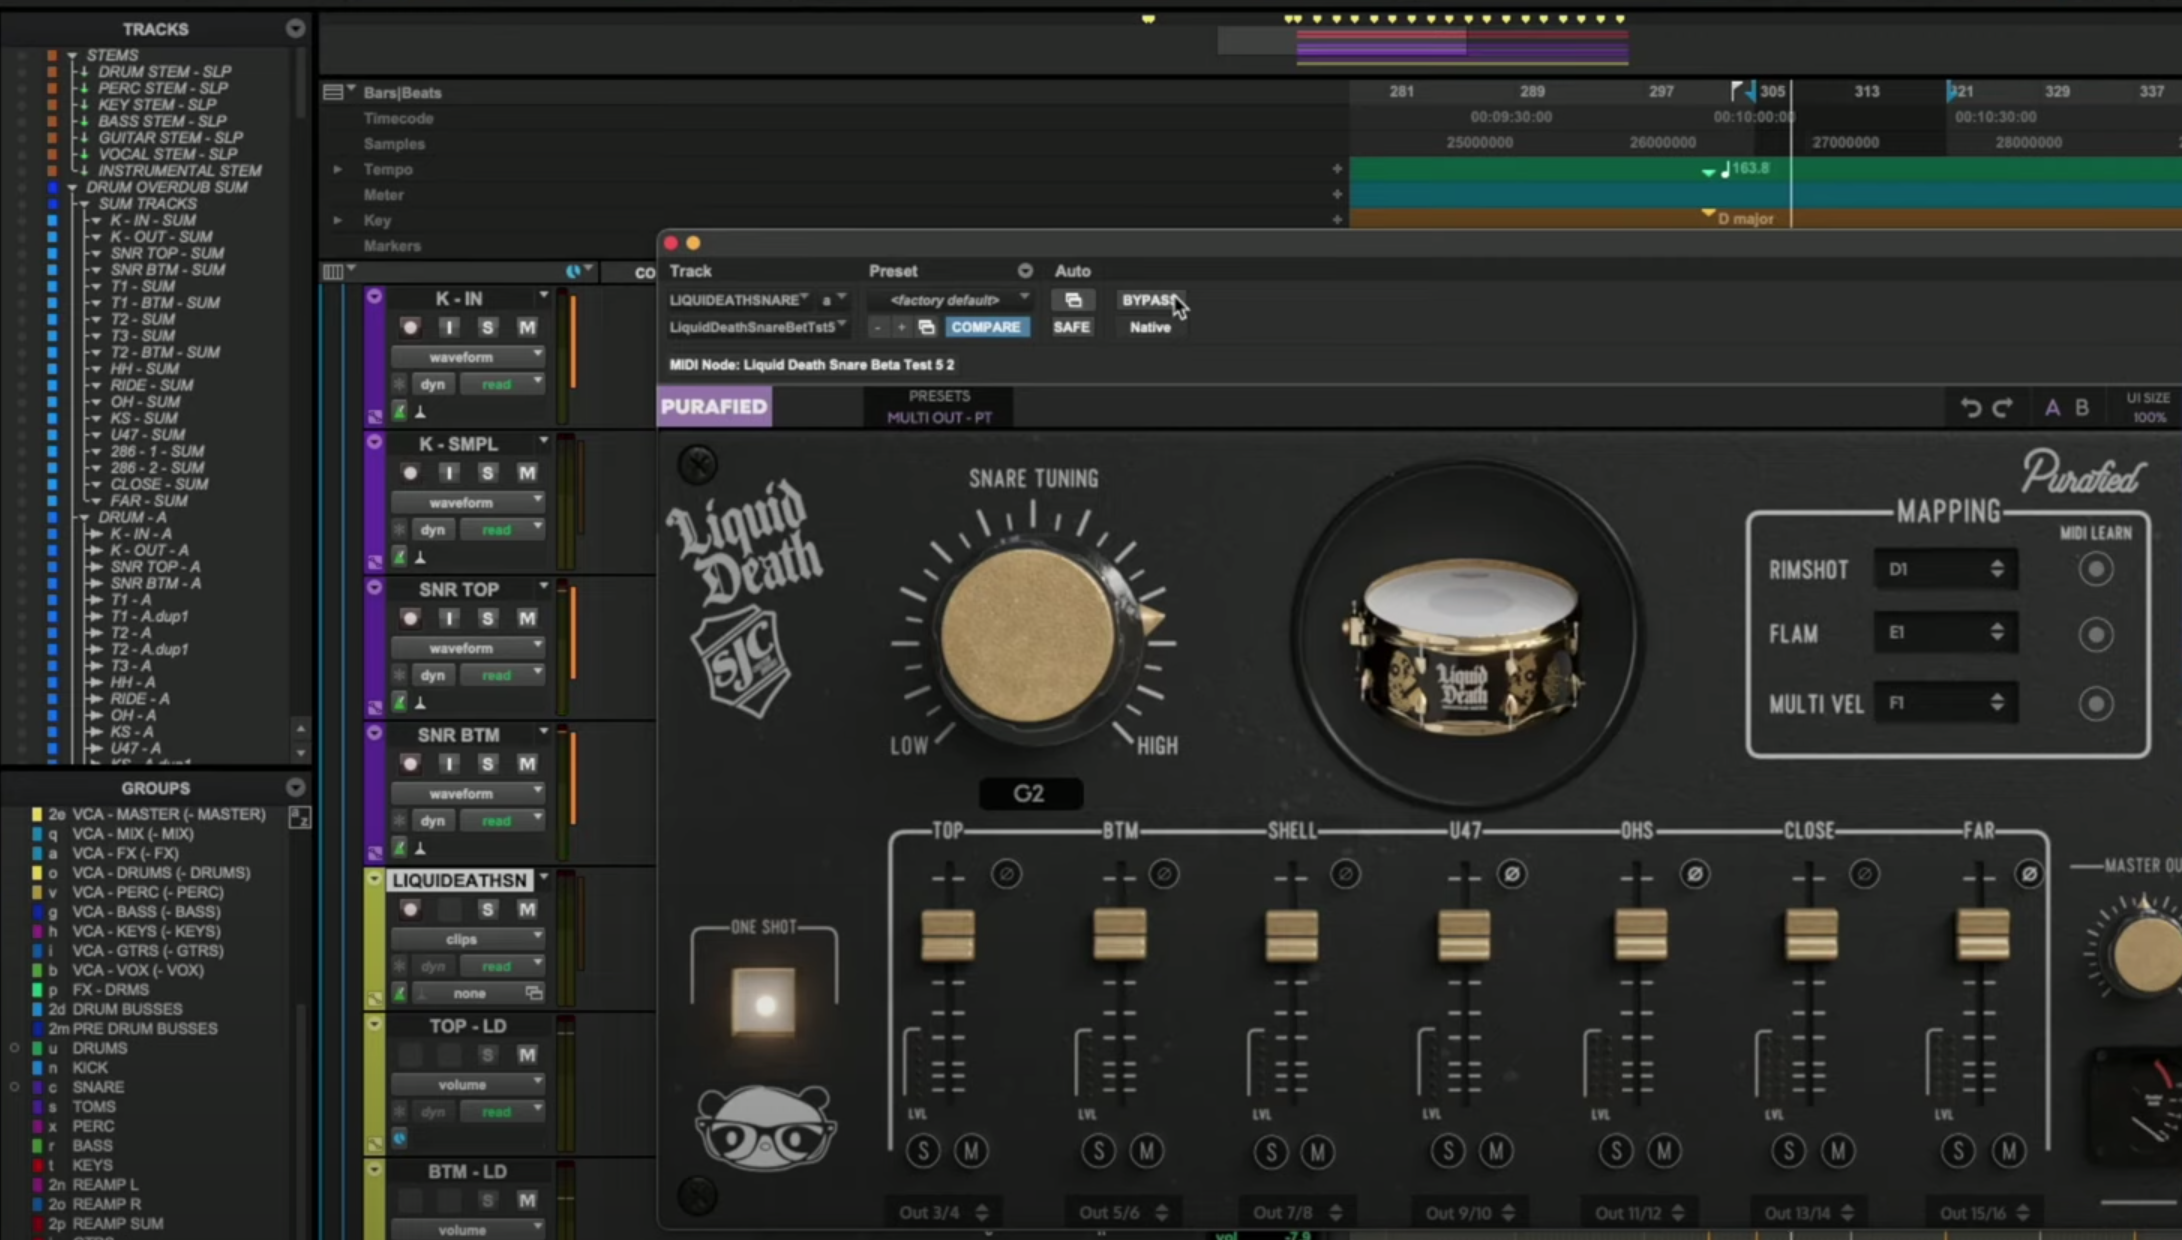 TRACKS
STEMS
DRUM STEM - SLP
PERC STEM - SLP
KEY STEM - SLP
BASS STEM - SLP
GUITAR STEM - SLP
VOCAL STEM - SLP
INSTRUMENTAL STEM
DRUM OVERDUB SUM
SUM TRACKS
K - IN - SUM
K - OUT - SUM
SNR TOP - SUM
SNR BTM - SUM
T1 - SUM
T1 - BTM - SUM
T2 - SUM
T3 - SUM
T2 - BTM - SUM
HH - SUM
RIDE - SUM
OH - SUM
KS - SUM
U47 - SUM
286 - 1 - SUM
286 - 2 - SUM
CLOSE - SUM
FAR - SUM
DRUM - A
K - IN - A
K - OUT - A
SNR TOP - A
SNR BTM - A
T1 - A
T1 - A.dup1
T2 - A
T2 - A.dup1
T3 - A
HH - A
RIDE - A
OH - A
KS - A
U47 - A
KS - A.dup1
GROUPS
2e VCA - MASTER (- MASTER)
q VCA - MIX (- MIX)
a VCA - FX (- FX)
o VCA - DRUMS (- DRUMS)
v VCA - PERC (- PERC)
g VCA - BASS (- BASS)
h VCA - KEYS (- KEYS)
i VCA - GTRS (- GTRS)
b VCA - VOX (- VOX)
p FX - DRMS
2d DRUM BUSSES
2m PRE DRUM BUSSES
u DRUMS
n KICK
c SNARE
s TOMS
x PERC
r BASS
t KEYS
2n REAMP L
2o REAMP R
2p REAMP SUM
Bars|Beats
281 289 297 305 313 321 329 337
Timecode
00:09:30:00 00:10:00:00 00:10:30:00
Samples
25000000 26000000 27000000
Tempo
163.8
Meter
Key
D major
Markers
K - IN
I S M
waveform
dyn read
K - SMPL
I S M
waveform
dyn read
SNR TOP
I S M
waveform
dyn read
SNR BTM
I S M
waveform
dyn read
LIQUIDEATHSN
S M
clips
dyn read
none
TOP - LD
S M
volume
dyn read
BTM - LD
S M
volume
Track Preset Auto
LIQUIDEATHSNARE a <factory default> BYPASS
LiquidDeathSnareBetTst5 - + COMPARE SAFE Native
MIDI Node: Liquid Death Snare Beta Test 5 2
PURAFIED
PRESETS
MULTI OUT - PT
A B
UI SIZE
100%
Liquid
Death
SJC
SNARE TUNING
LOW HIGH
G2
Liquid
Death
Purafied
MAPPING
MIDI LEARN
RIMSHOT D1
FLAM E1
MULTI VEL F1
ONE SHOT
TOP BTM SHELL U47 OHS CLOSE FAR
LVL LVL LVL LVL LVL LVL LVL
S M S M S M S M S M S M S M
Out 3/4 Out 5/6 Out 7/8 Out 9/10 Out 11/12 Out 13/14 Out 15/16
MASTER
vol -7.9